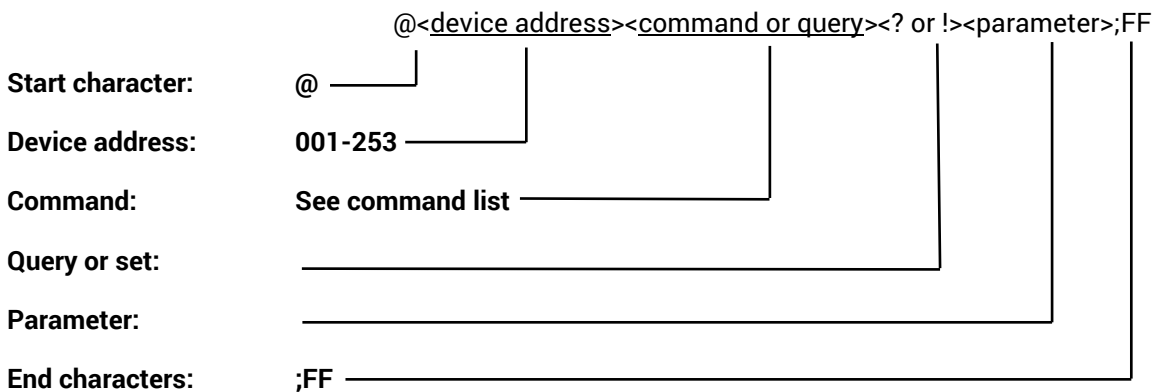 @<device address><command or query><? or !><parameter>;FF
Start character: @
Device address: 001-253
Command: See command list
Query or set:
Parameter:
End characters: ;FF